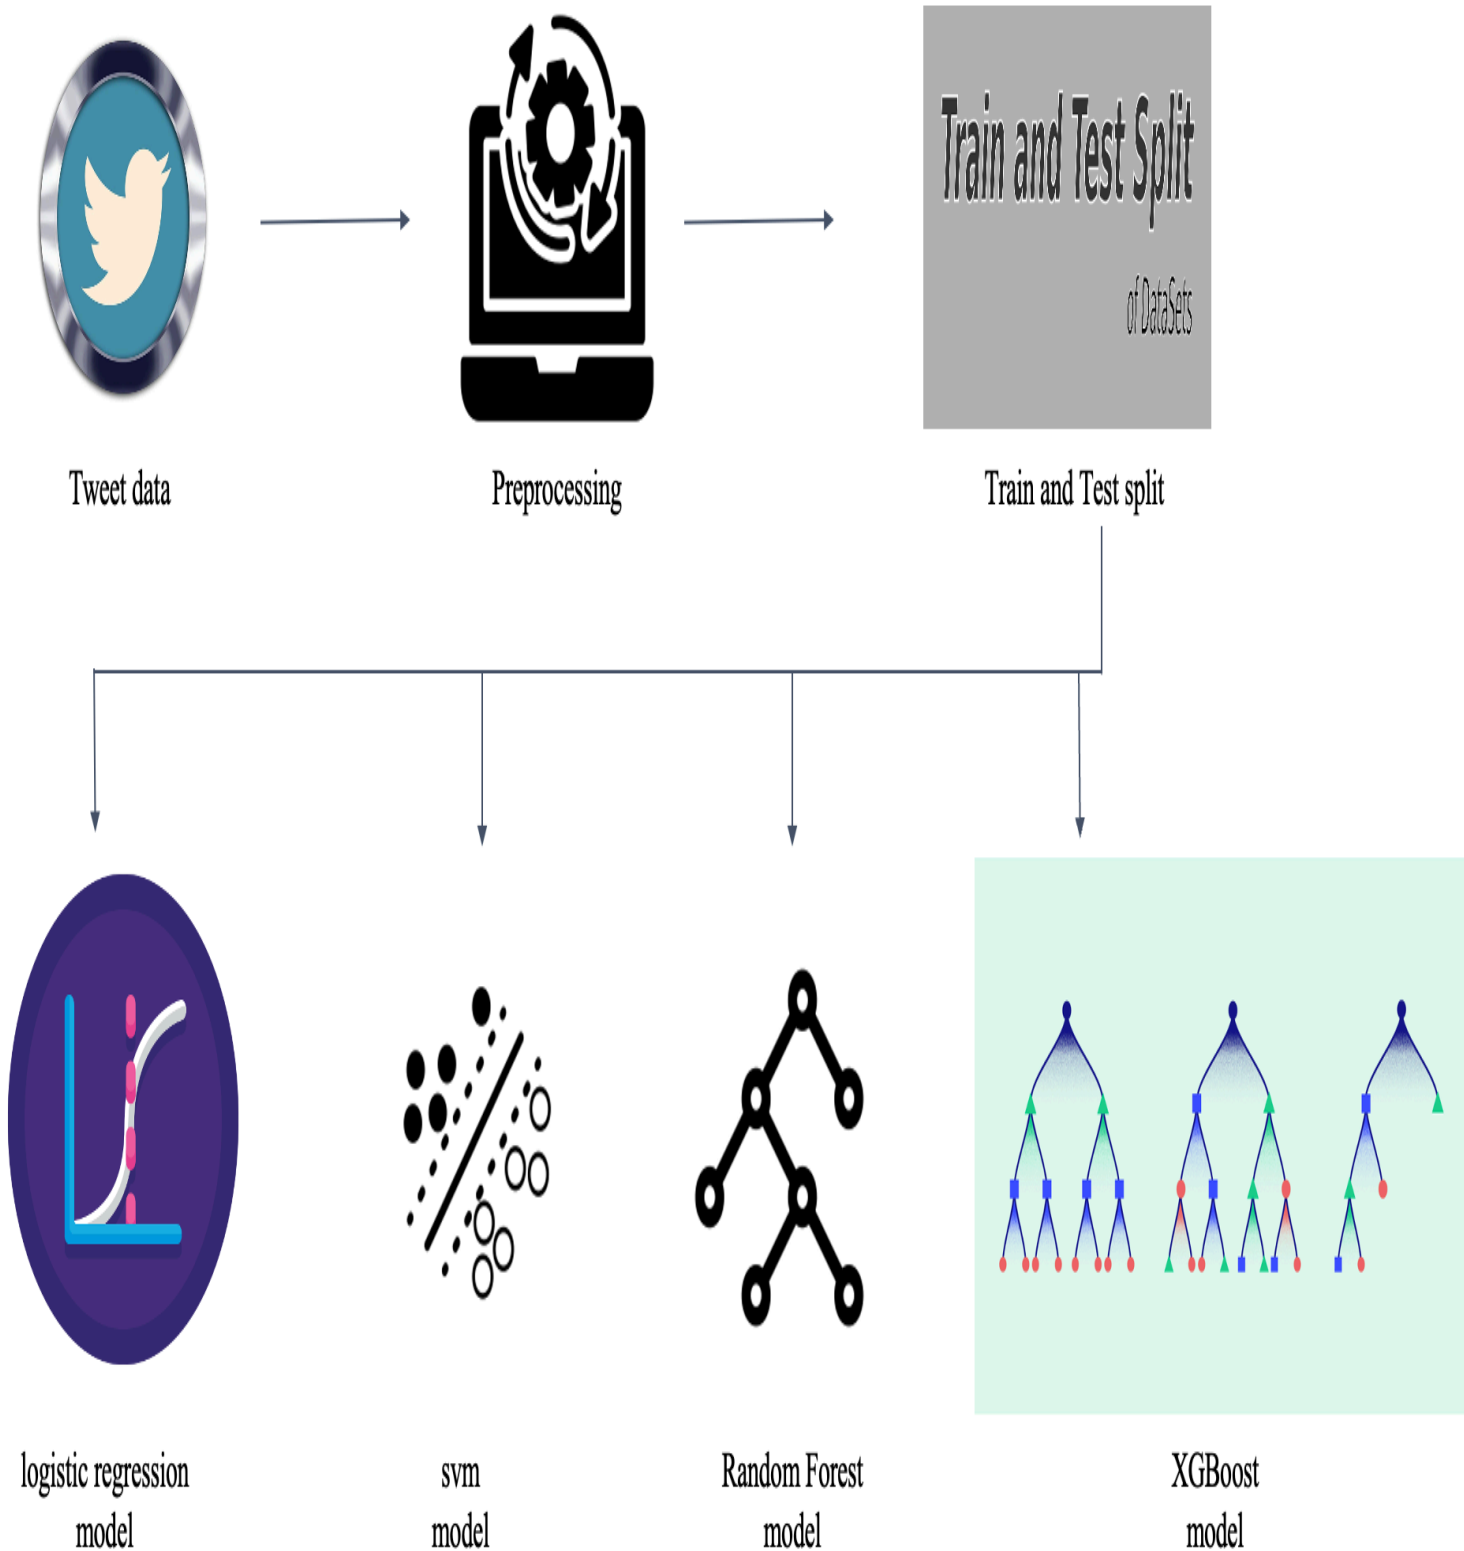 Train and Test Split
of DataSets
Tweet data
Preprocessing
Train and Test split
logistic regression
model
svm
model
Random Forest
model
XGBoost
model